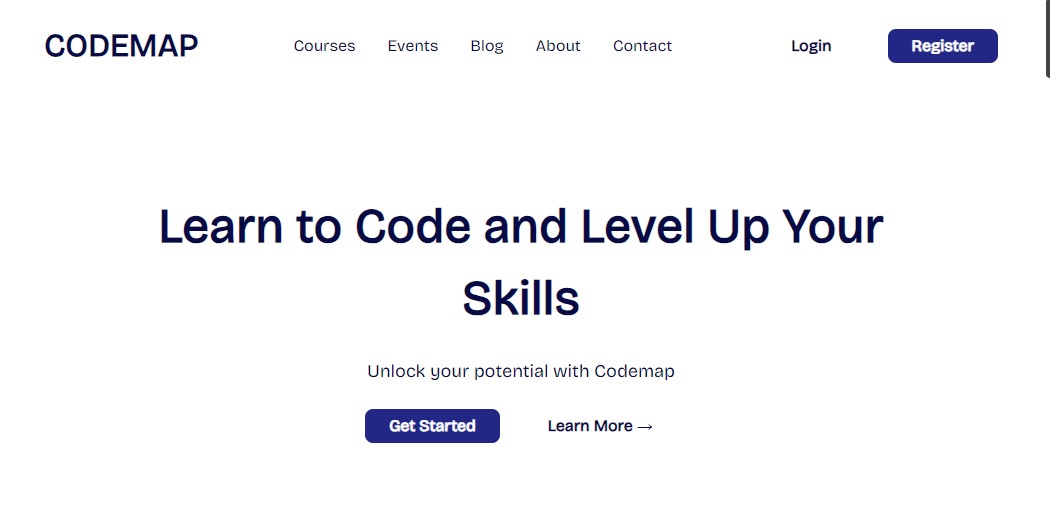 CODEMAP Courses Events Blog About Contact Login Register
Learn to Code and Level Up Your
Skills
Unlock your potential with Codemap
Get Started Learn More →